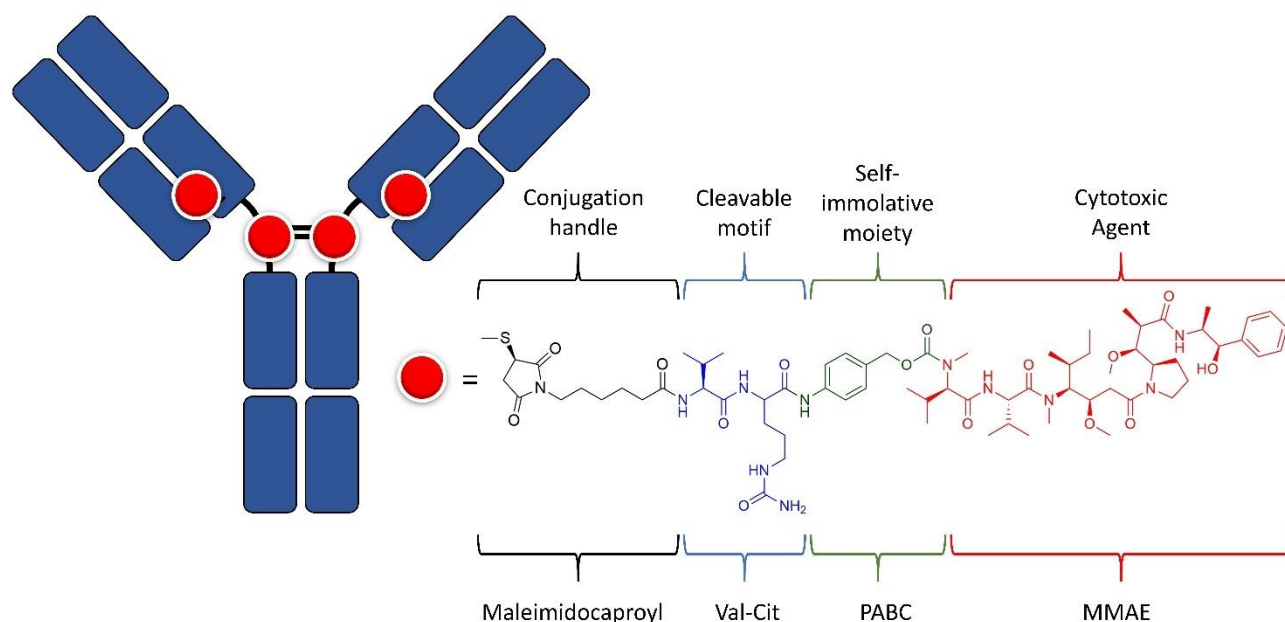 Conjugation
handle
Cleavable
motif
Self-
immolative
moiety
Cytotoxic
Agent
=
S
O
N
O
O
N
H
O
H
N
O
N
H
HN
O
NH2
O
O
N
O
H
N
O
N
O
O
N
O
O
N
H
HO
Maleimidocaproyl
Val-Cit
PABC
MMAE